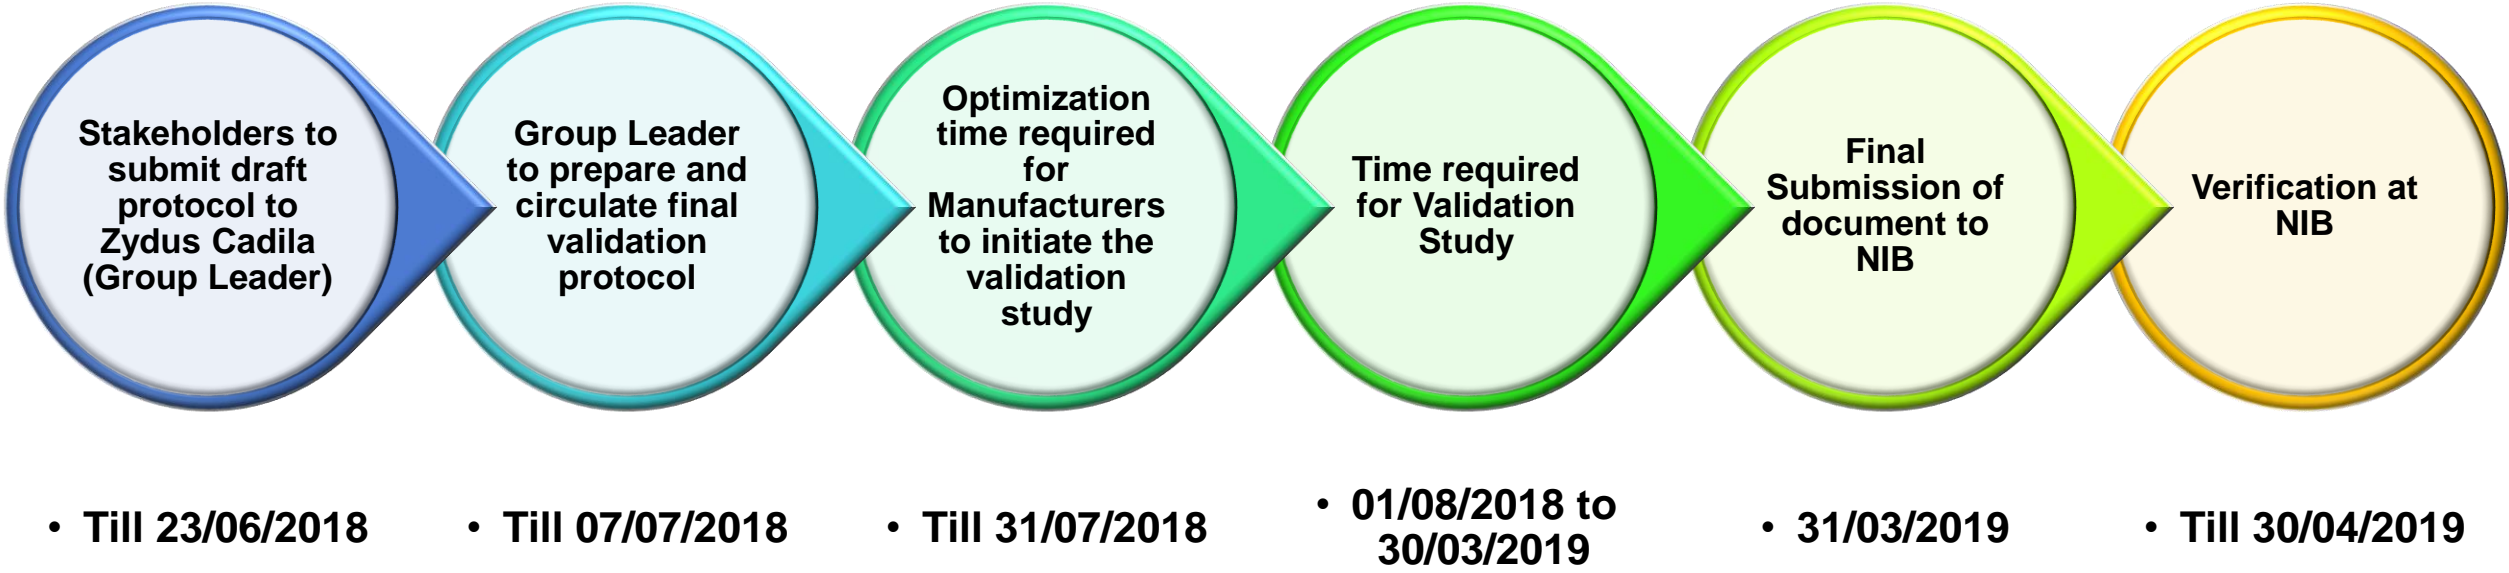 Stakeholders to
submit draft
protocol to
Zydus Cadila
(Group Leader)
Group Leader
to prepare and
circulate final
validation
protocol
Optimization
time required
for
Manufacturers
to initiate the
validation
study
Time required
for Validation
Study
Final
Submission of
document to
NIB
Verification at
NIB
• Till 23/06/2018
• Till 07/07/2018
• Till 31/07/2018
• 01/08/2018 to
30/03/2019
• 31/03/2019
• Till 30/04/2019